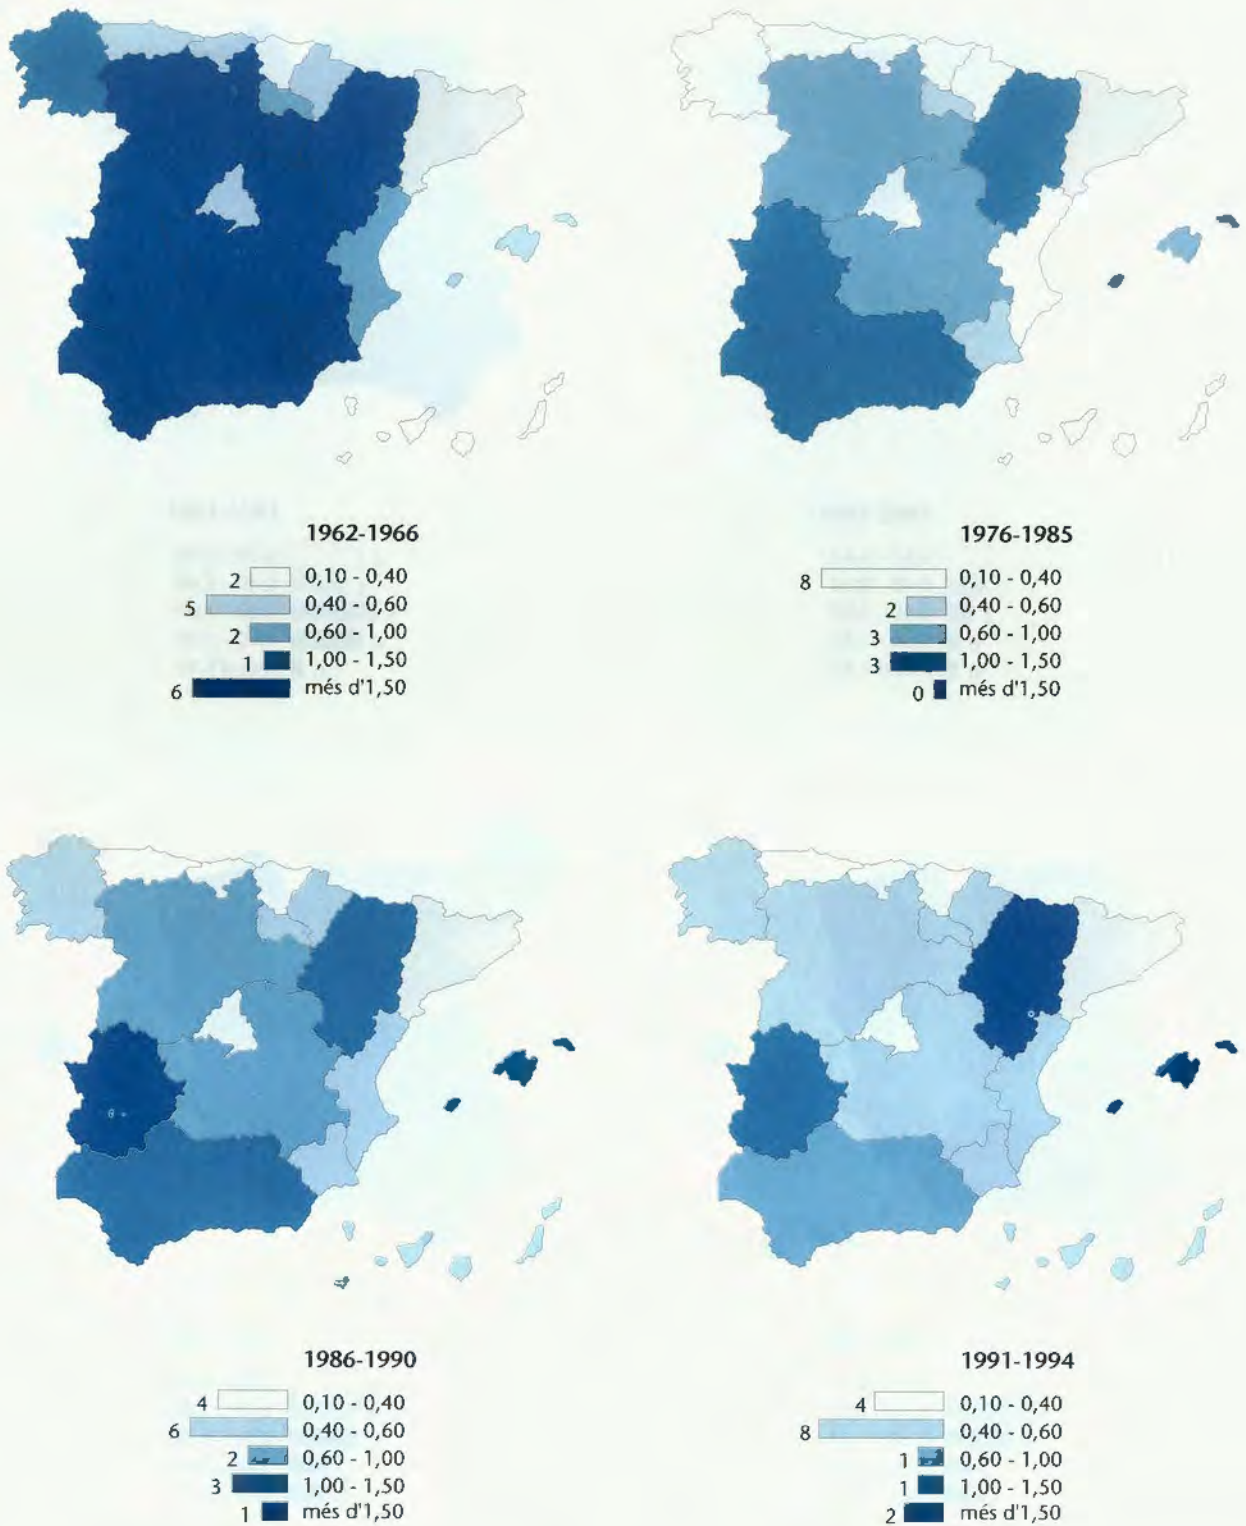 1962-1966
2 0,10 - 0,40
5 0,40 - 0,60
2 0,60 - 1,00
1 1,00 - 1,50
6 més d'1,50
1976-1985
8 0,10 - 0,40
2 0,40 - 0,60
3 0,60 - 1,00
3 1,00 - 1,50
0 més d'1,50
1986-1990
4 0,10 - 0,40
6 0,40 - 0,60
2 0,60 - 1,00
3 1,00 - 1,50
1 més d'1,50
1991-1994
4 0,10 - 0,40
8 0,40 - 0,60
1 0,60 - 1,00
1 1,00 - 1,50
2 més d'1,50